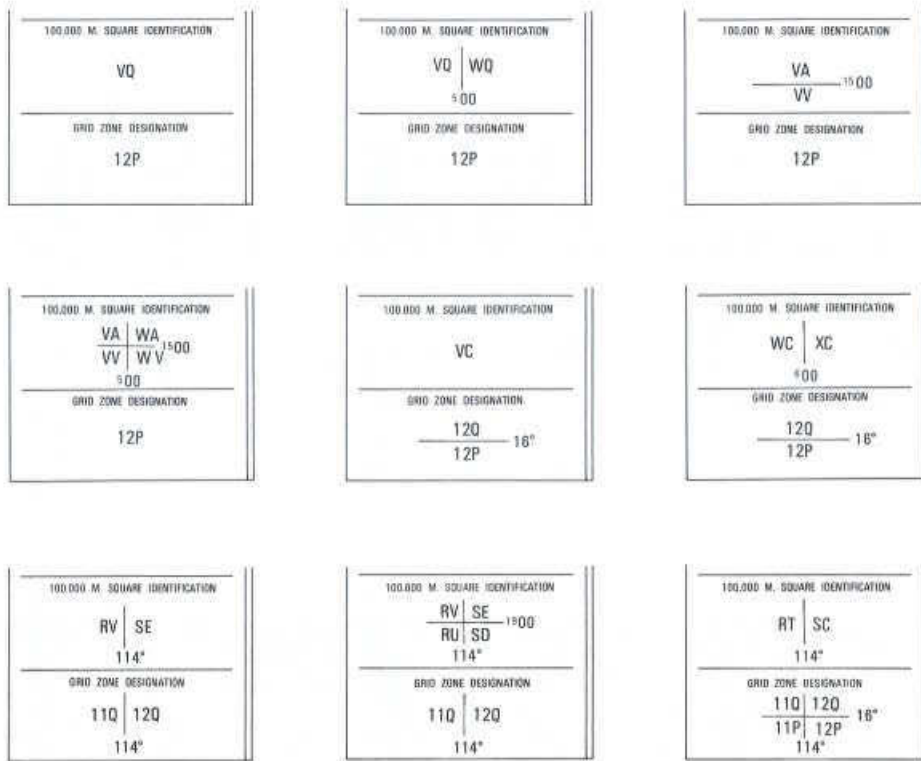 100,000 M. SQUARE IDENTIFICATION
VQ
GRID ZONE DESIGNATION
12P
100,000 M. SQUARE IDENTIFICATION
VQ WQ
⁵00
GRID ZONE DESIGNATION
12P
100,000 M. SQUARE IDENTIFICATION
VA
¹⁵00
VV
GRID ZONE DESIGNATION
12P
100,000 M. SQUARE IDENTIFICATION
VA WA
¹⁵00
VV WV
⁵00
GRID ZONE DESIGNATION
12P
100,000 M. SQUARE IDENTIFICATION
VC
GRID ZONE DESIGNATION
12Q
16°
12P
100,000 M. SQUARE IDENTIFICATION
WC XC
⁶00
GRID ZONE DESIGNATION
12Q
16°
12P
100,000 M. SQUARE IDENTIFICATION
RV SE
114°
GRID ZONE DESIGNATION
11Q 12Q
114°
100,000 M. SQUARE IDENTIFICATION
RV SE
¹⁹00
RU SD
114°
GRID ZONE DESIGNATION
11Q 12Q
114°
100,000 M. SQUARE IDENTIFICATION
RT SC
114°
GRID ZONE DESIGNATION
11Q 12Q
16°
11P 12P
114°